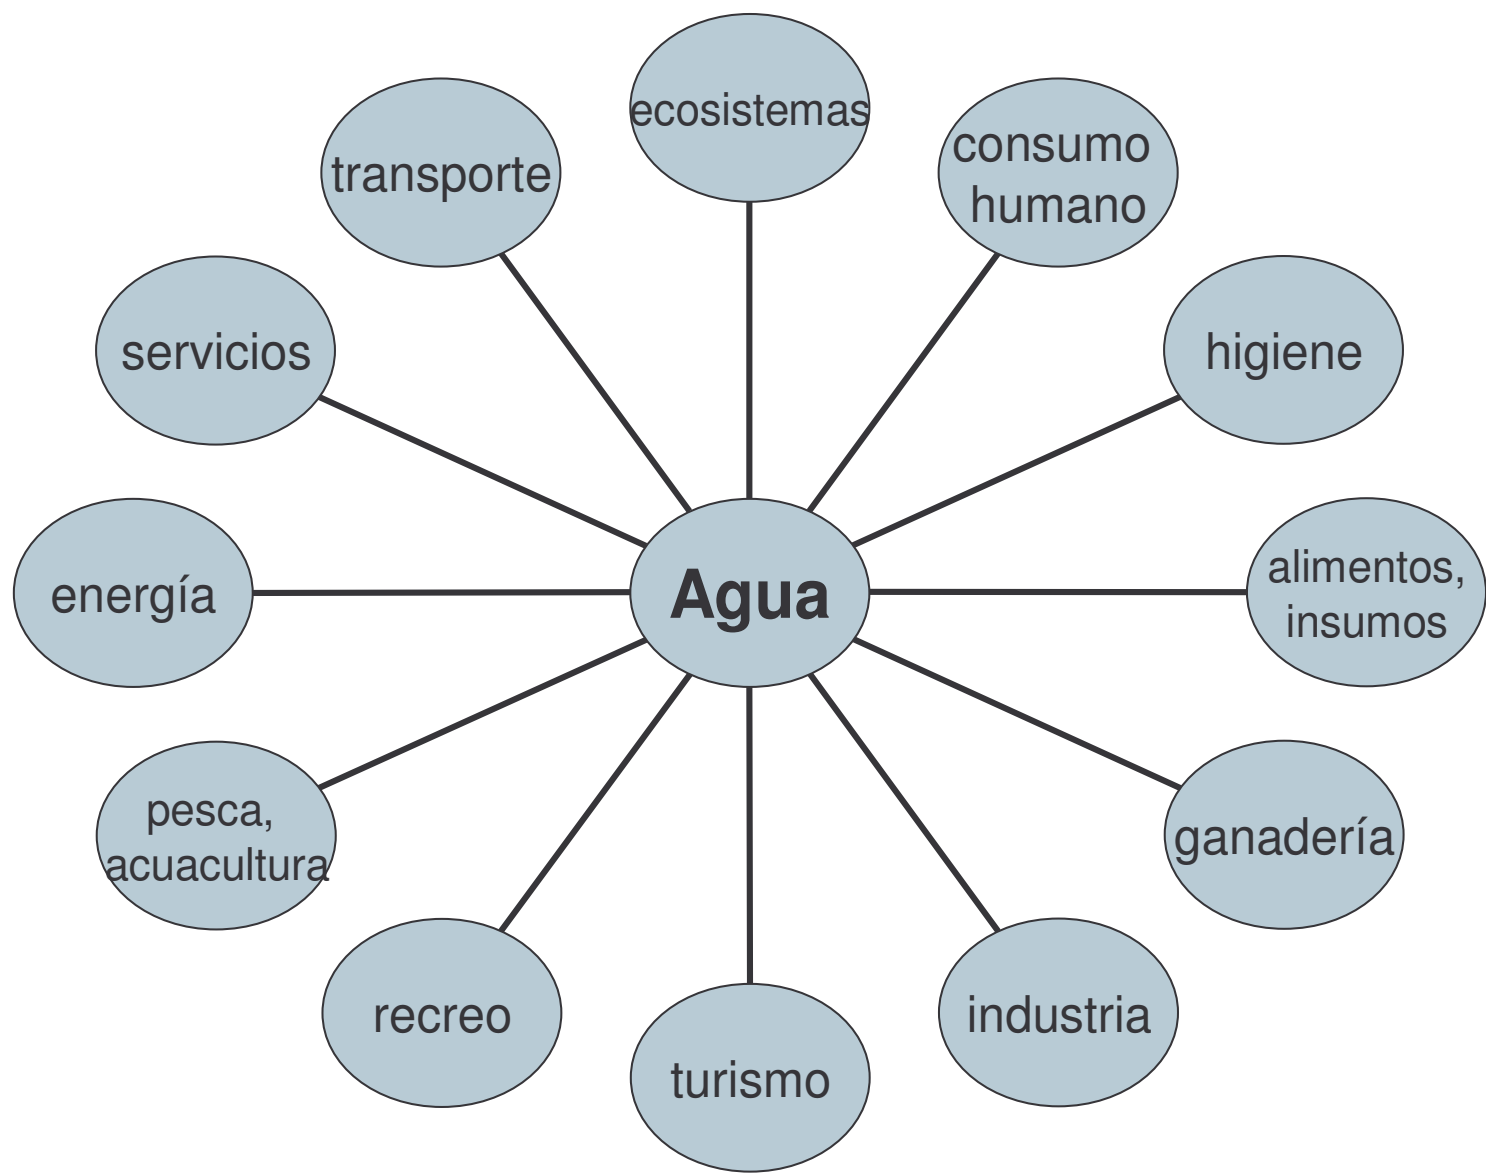 ecosistemas
consumo
humano
higiene
alimentos,
insumos
ganadería
industria
turismo
recreo
pesca,
acuacultura
energía
servicios
transporte
Agua